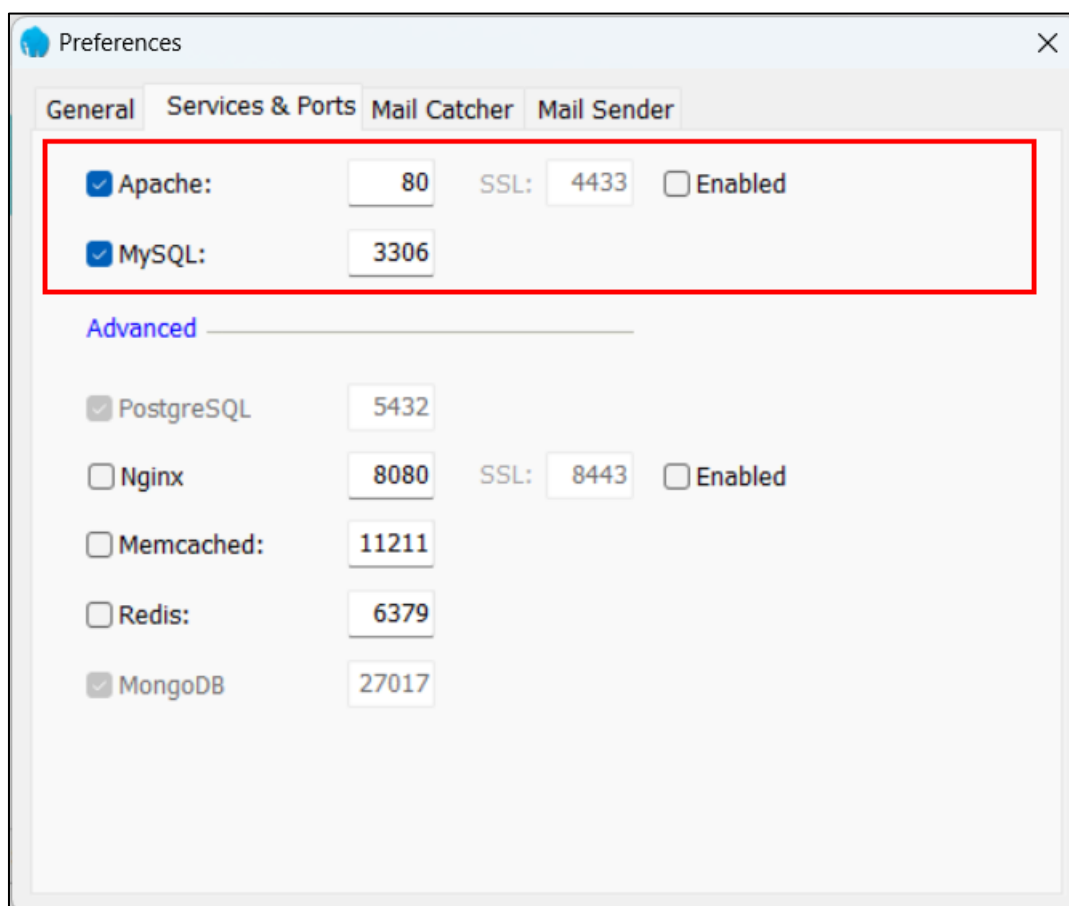 Preferences
General Services & Ports Mail Catcher Mail Sender
Apache: 80 SSL: 4433 Enabled
MySQL: 3306
Advanced
PostgreSQL 5432
Nginx 8080 SSL: 8443 Enabled
Memcached: 11211
Redis: 6379
MongoDB 27017